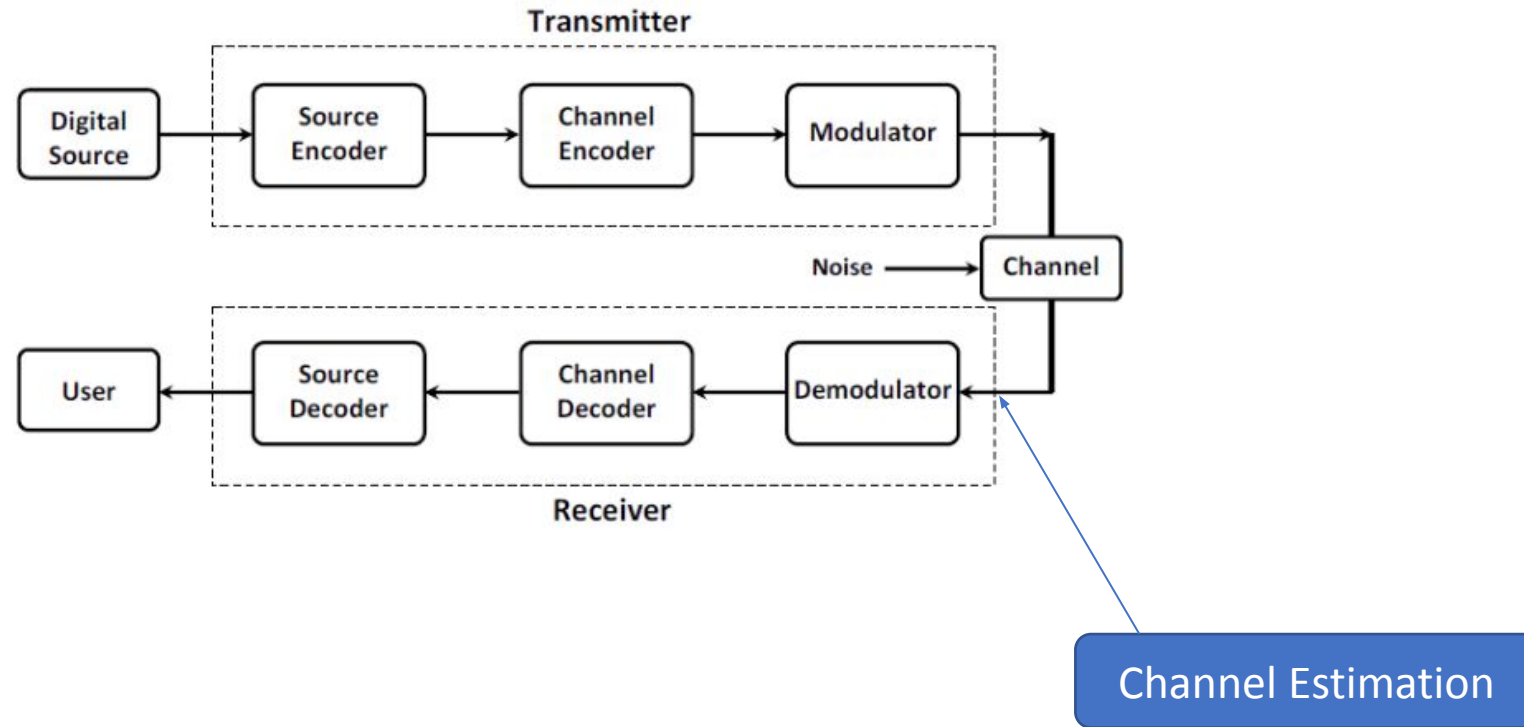 Transmitter
Digital
Source
Source
Encoder
Channel
Encoder
Modulator
Noise
Channel
User
Source
Decoder
Channel
Decoder
Demodulator
Receiver
Channel Estimation